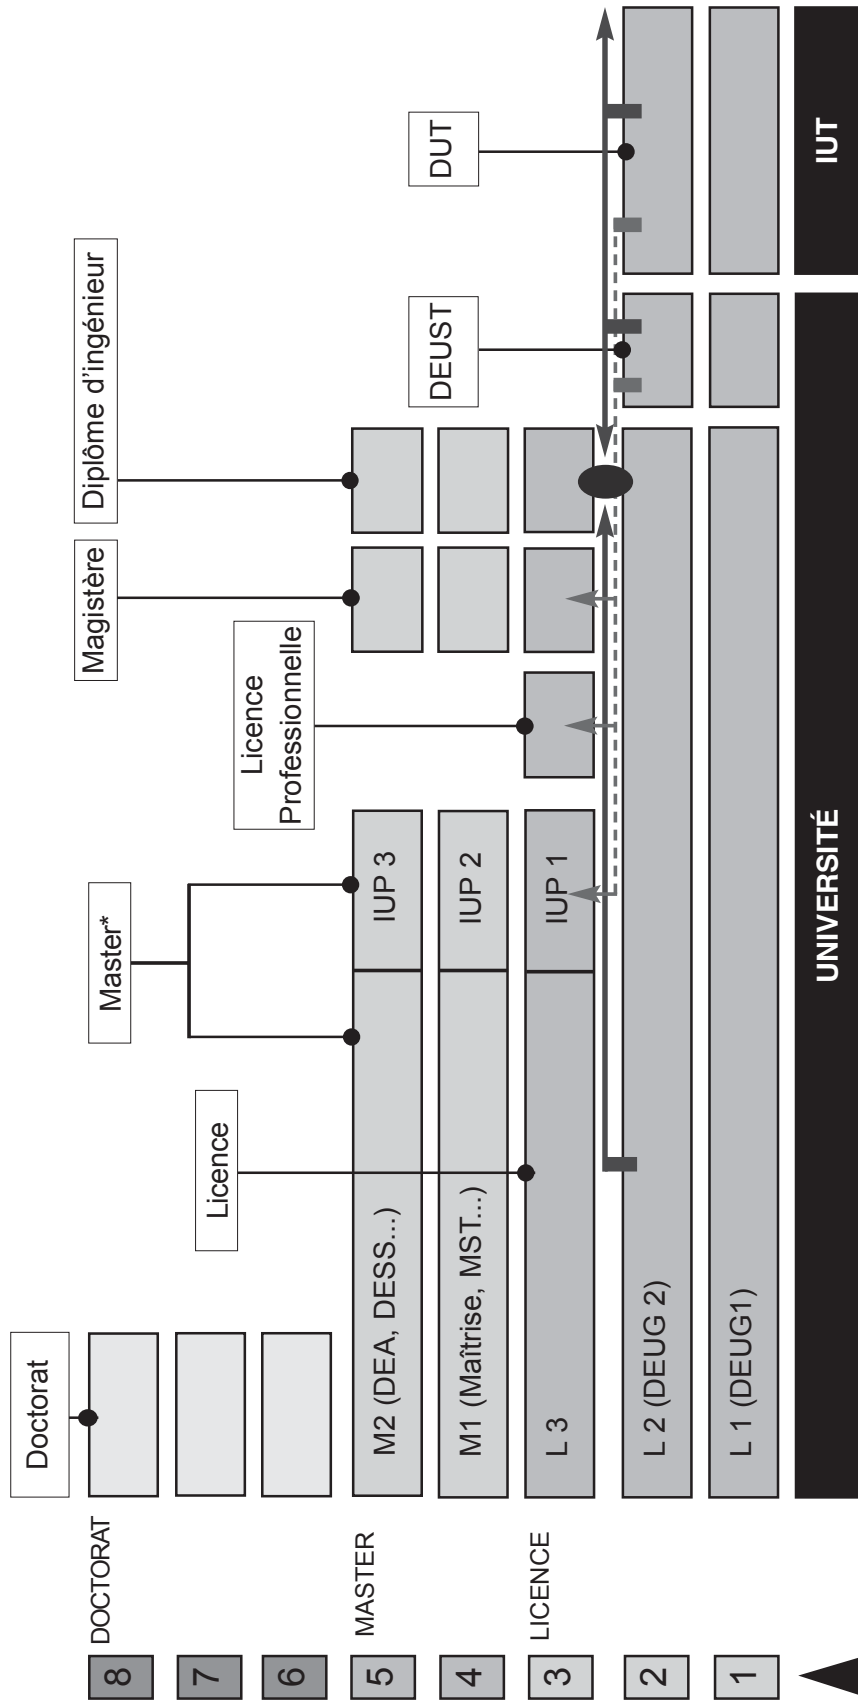 Doctorat
Master*
Magistère
Diplôme d'ingénieur
Licence
Licence
Professionnelle
DEUST
DUT
8
DOCTORAT
7
6
5
MASTER
M2 (DEA, DESS...)
IUP 3
4
M1 (Maîtrise, MST...)
IUP 2
3
LICENCE
L 3
IUP 1
2
L 2 (DEUG 2)
1
L 1 (DEUG1)
UNIVERSITÉ
IUT